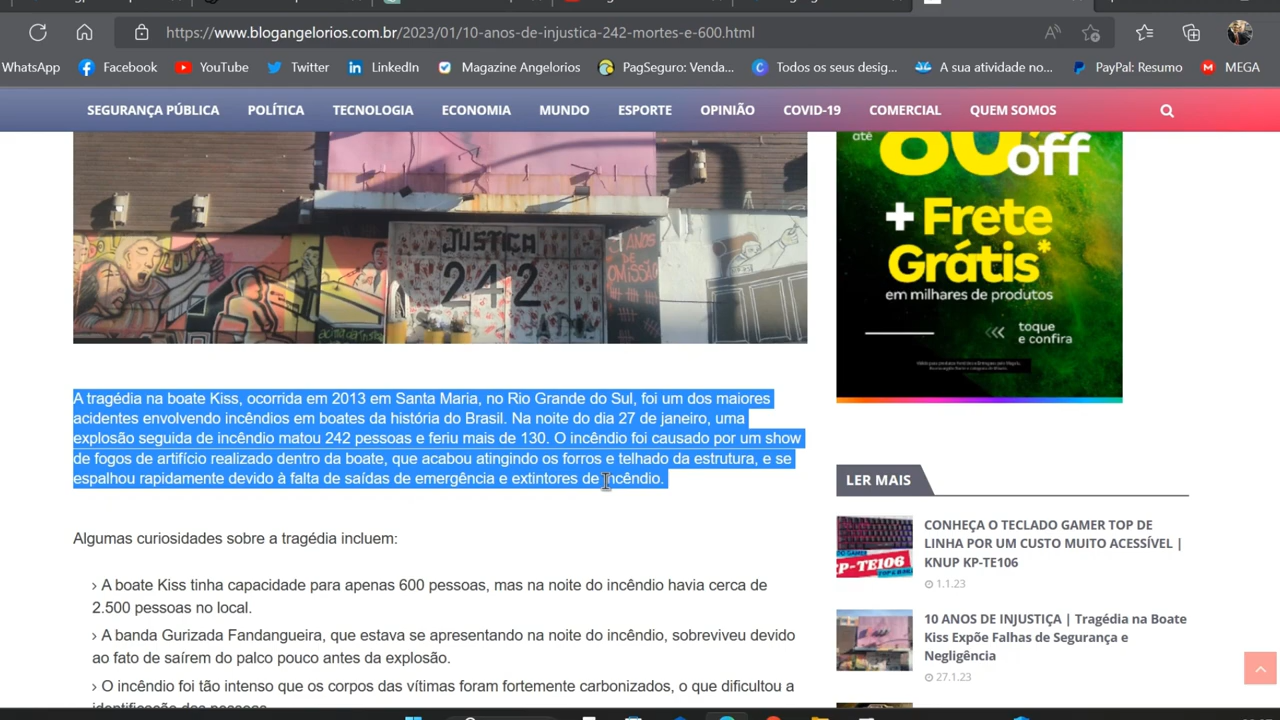 https://www.blogangelorios.com.br/2023/01/10-anos-de-injustica-242-mortes-e-600.html
WhatsApp
Facebook
YouTube
Twitter
LinkedIn
Magazine Angelorios
PagSeguro: Venda...
Todos os seus desig...
A sua atividade no...
PayPal: Resumo
MEGA
SEGURANÇA PÚBLICA
POLÍTICA
TECNOLOGIA
ECONOMIA
MUNDO
ESPORTE
OPINIÃO
COVID-19
COMERCIAL
QUEM SOMOS
JUSTIÇA
242
ANOS
DE
OMISSÃO
até
80
off
+ Frete
Grátis*
em milhares de produtos
toque
e confira
A tragédia na boate Kiss, ocorrida em 2013 em Santa Maria, no Rio Grande do Sul, foi um dos maiores
acidentes envolvendo incêndios em boates da história do Brasil. Na noite do dia 27 de janeiro, uma
explosão seguida de incêndio matou 242 pessoas e feriu mais de 130. O incêndio foi causado por um show
de fogos de artifício realizado dentro da boate, que acabou atingindo os forros e telhado da estrutura, e se
espalhou rapidamente devido à falta de saídas de emergência e extintores de incêndio.
Algumas curiosidades sobre a tragédia incluem:
› A boate Kiss tinha capacidade para apenas 600 pessoas, mas na noite do incêndio havia cerca de
2.500 pessoas no local.
› A banda Gurizada Fandangueira, que estava se apresentando na noite do incêndio, sobreviveu devido
ao fato de saírem do palco pouco antes da explosão.
› O incêndio foi tão intenso que os corpos das vítimas foram fortemente carbonizados, o que dificultou a
identificação das pessoas.
LER MAIS
CONHEÇA O TECLADO GAMER TOP DE
LINHA POR UM CUSTO MUITO ACESSÍVEL |
KNUP KP-TE106
1.1.23
KP-TE106
10 ANOS DE INJUSTIÇA | Tragédia na Boate
Kiss Expõe Falhas de Segurança e
Negligência
27.1.23